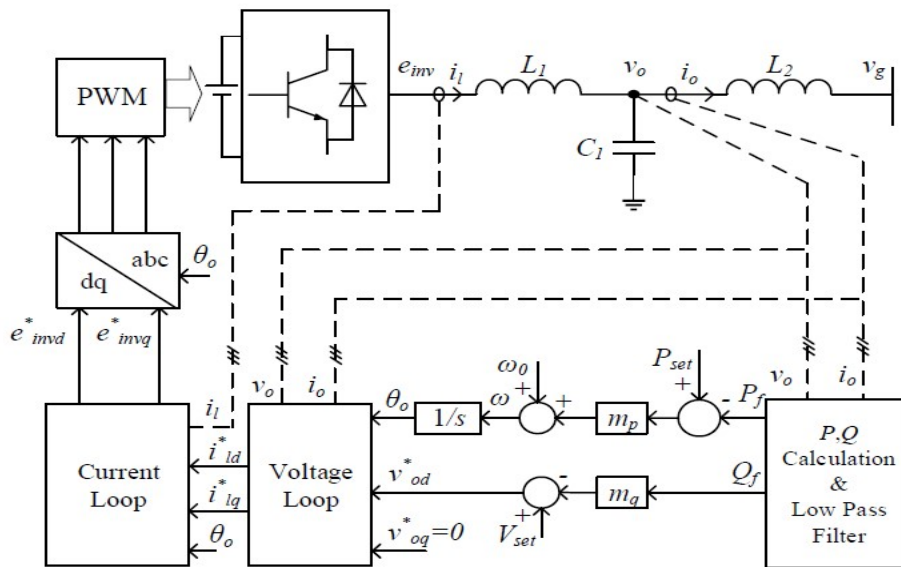 e_inv i_l L_1 v_o i_o L_2 v_g
PWM
C_1
abc
dq
θ_o
e*_invd e*_invq
ω_0 P_set
v_o i_o
v_o i_o
i_l
θ_o 1/s ω + + m_p + - P_f
i*_ld
i*_lq
θ_o
Current
Loop
Voltage
Loop
v*_od - m_q Q_f
+
V_set
v*_oq=0
P,Q
Calculation
&
Low Pass
Filter